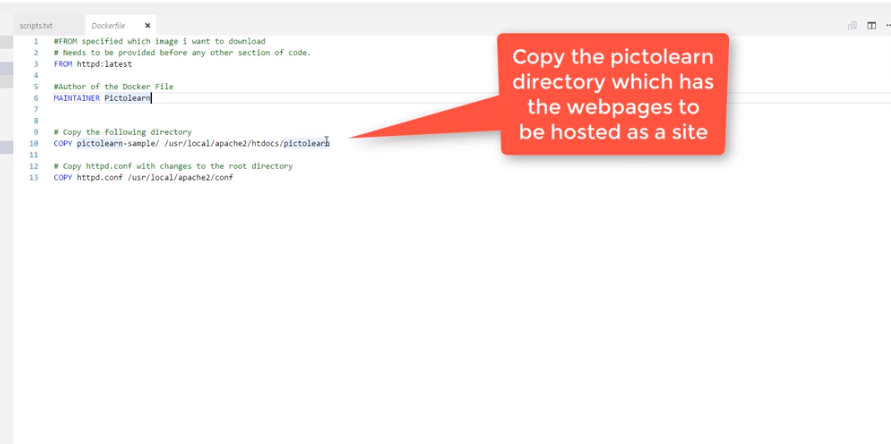 scripts.txt
Dockerfile
1 #FROM specified which image i want to download
2 # Needs to be provided before any other section of code.
3 FROM httpd:latest
4
5 #Author of the Docker File
6 MAINTAINER Pictolearn
7
8
9 # Copy the following directory
10 COPY pictolearn-sample/ /usr/local/apache2/htdocs/pictolearn
11
12 # Copy httpd.conf with changes to the root directory
13 COPY httpd.conf /usr/local/apache2/conf
Copy the pictolearn
directory which has
the webpages to
be hosted as a site